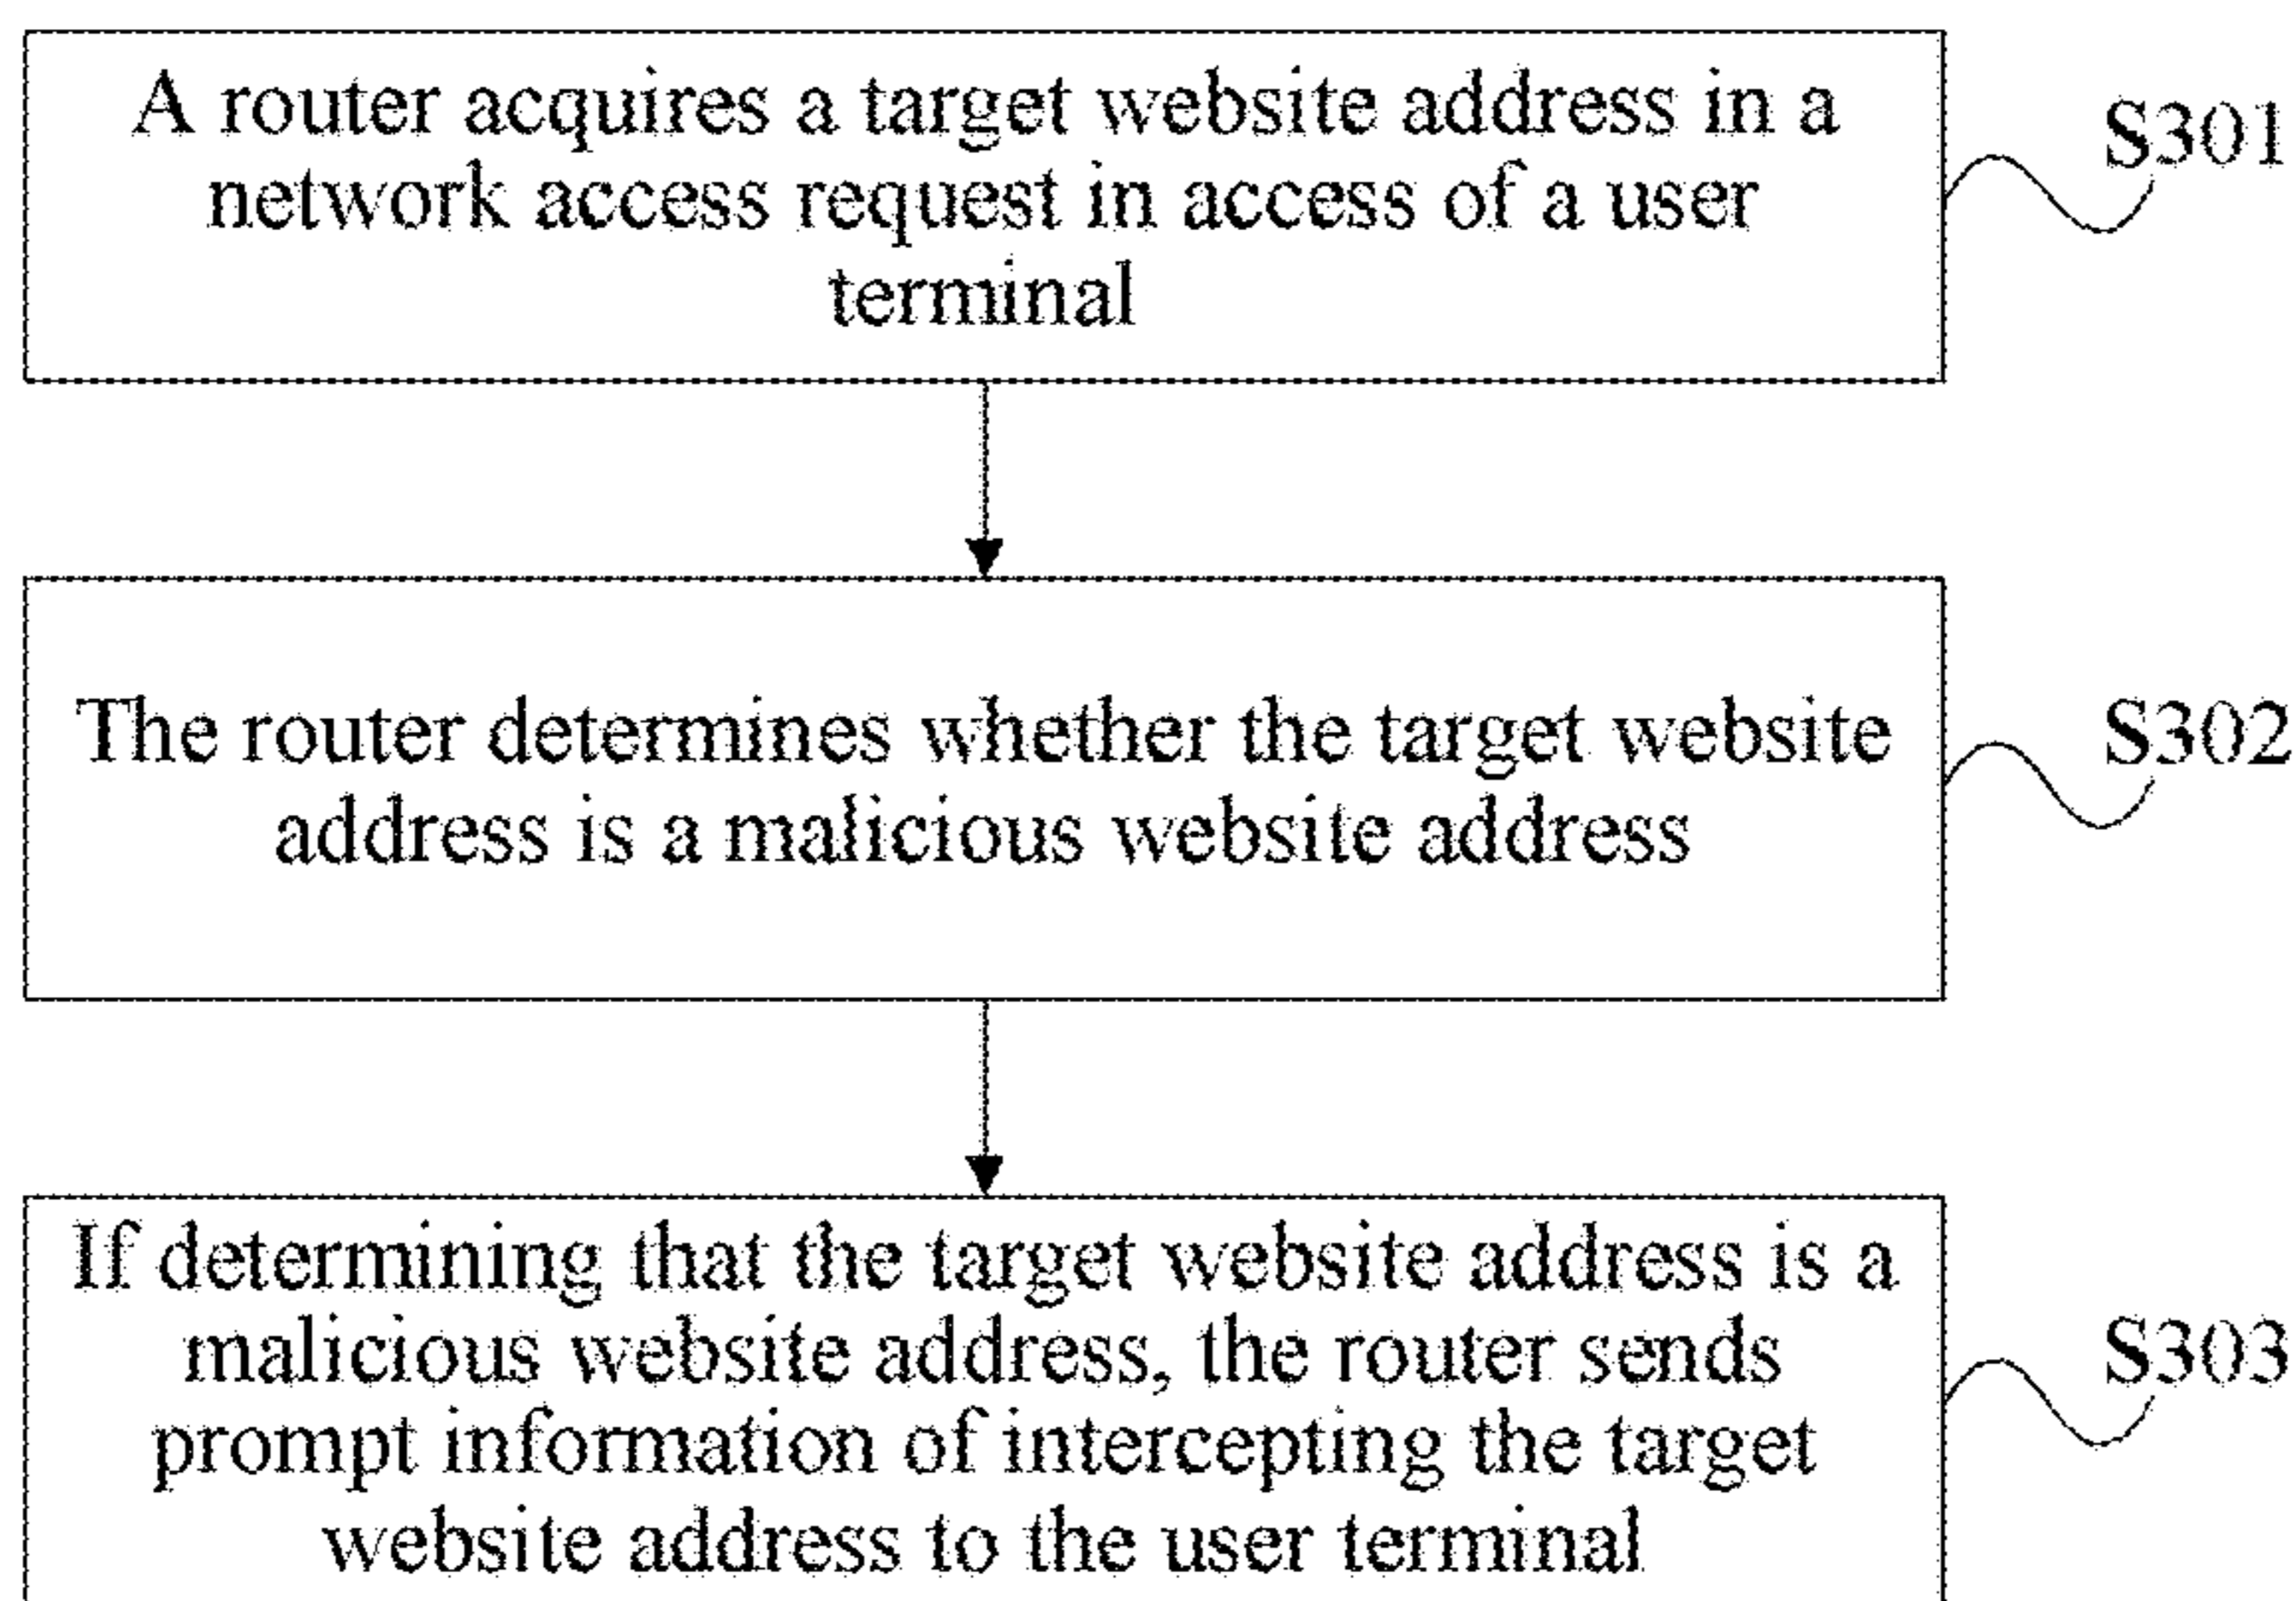 A router acquires a target website address in a
network access request in access of a user
terminal
S301
The router determines whether the target website
address is a malicious website address
S302
If determining that the target website address is a
malicious website address, the router sends
prompt information of intercepting the target
website address to the user terminal
S303